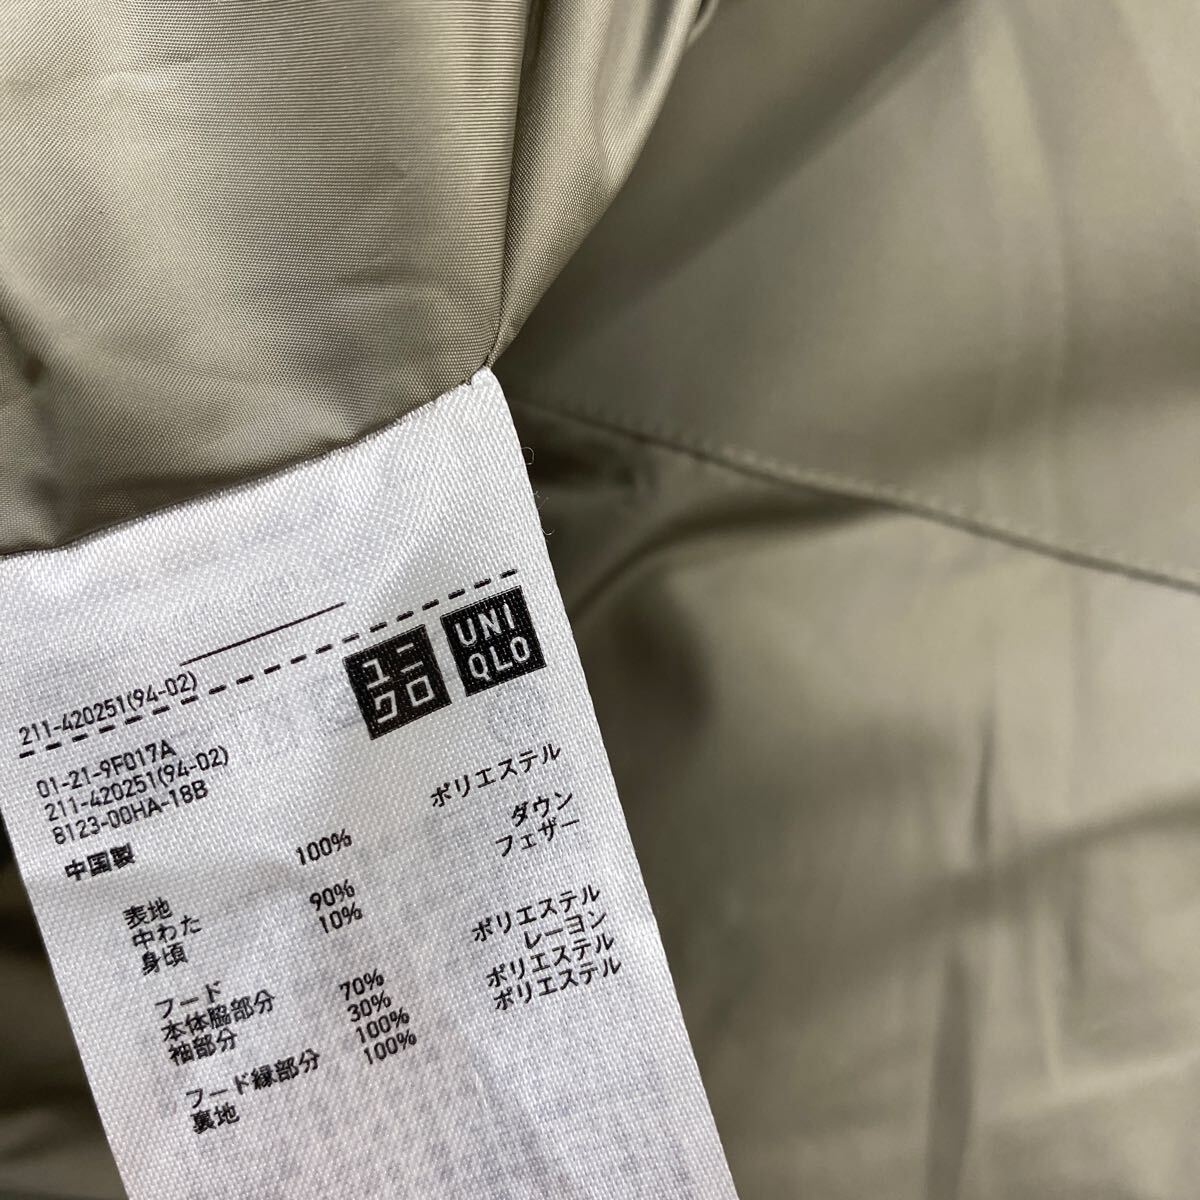 211-420251(94-02)
ユニ
クロ
UNI
QLO
01-21-9F017A
211-420251(94-02)
8123-00HA-18B
中国製
表地 100% ポリエステル
中わた
身頃 90% ダウン
10% フェザー
フード
本体脇部分 70% ポリエステル
30% レーヨン
袖部分 100% ポリエステル
フード縁部分 100% ポリエステル
裏地